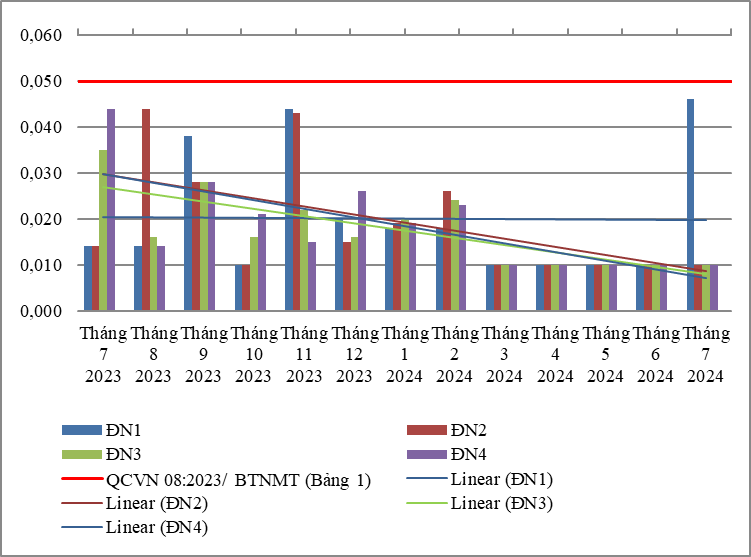 0,060
0,050
0,040
0,030
0,020
0,010
0,000
Tháng Tháng Tháng Tháng Tháng Tháng Tháng Tháng Tháng Tháng Tháng Tháng Tháng
7 8 9 10 11 12 1 2 3 4 5 6 7
2023 2023 2023 2023 2023 2023 2024 2024 2024 2024 2024 2024 2024
ĐN1 ĐN2
ĐN3 ĐN4
QCVN 08:2023/ BTNMT (Bảng 1) Linear (ĐN1)
Linear (ĐN2) Linear (ĐN3)
Linear (ĐN4)